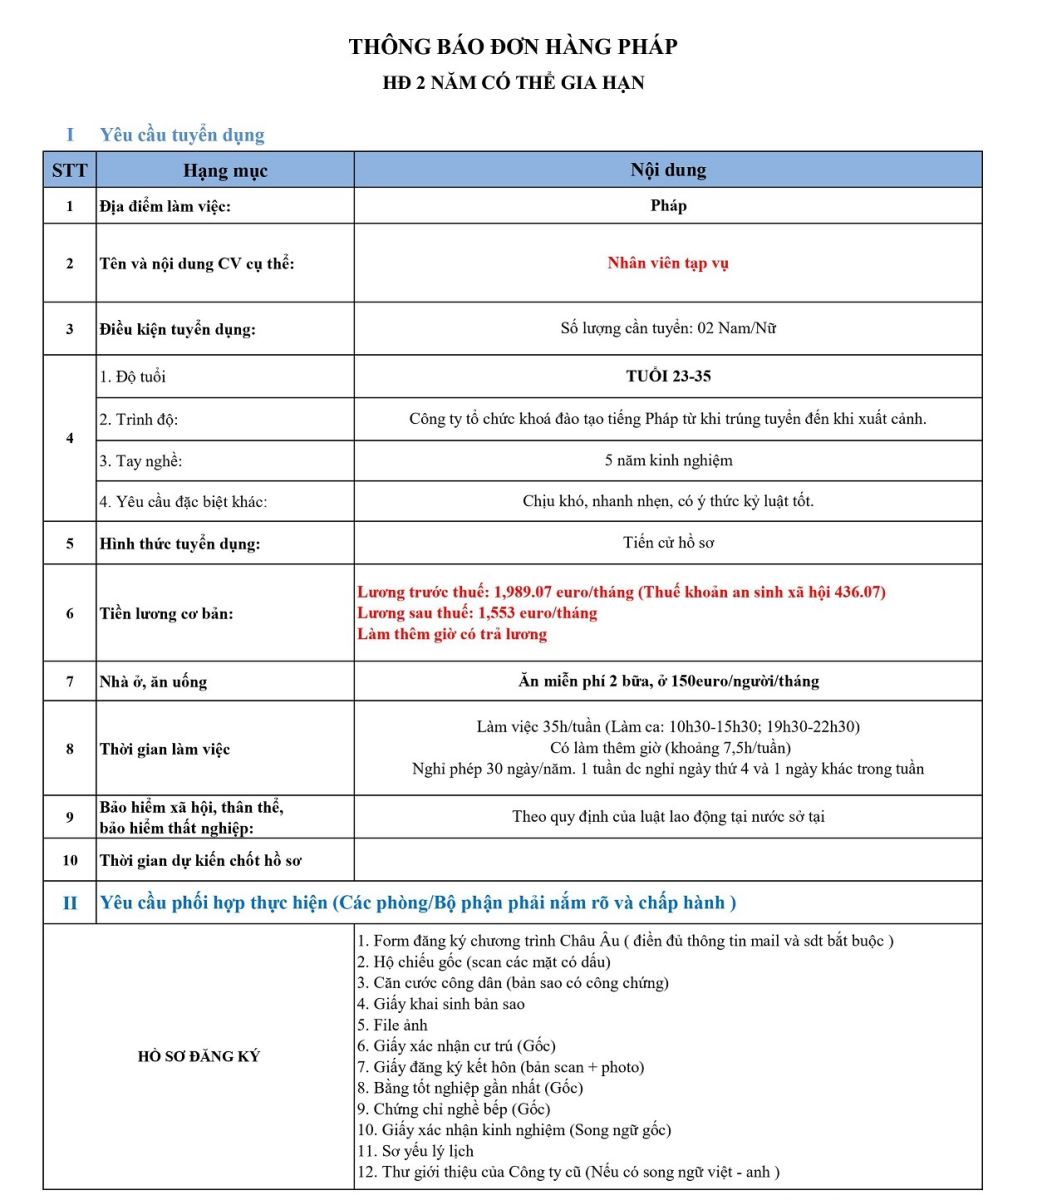 THÔNG BÁO ĐƠN HÀNG PHÁP
HĐ 2 NĂM CÓ THỂ GIA HẠN
I Yêu cầu tuyển dụng
STT Hạng mục Nội dung
1 Địa điểm làm việc: Pháp
2 Tên và nội dung CV cụ thể: Nhân viên tạp vụ
3 Điều kiện tuyển dụng: Số lượng cần tuyển: 02 Nam/Nữ
4
1. Độ tuổi TUỔI 23-35
2. Trình độ: Công ty tổ chức khoá đào tạo tiếng Pháp từ khi trúng tuyển đến khi xuất cảnh.
3. Tay nghề: 5 năm kinh nghiệm
4. Yêu cầu đặc biệt khác: Chịu khó, nhanh nhẹn, có ý thức kỷ luật tốt.
5 Hình thức tuyển dụng: Tiến cử hồ sơ
6 Tiền lương cơ bản:
Lương trước thuế: 1,989.07 euro/tháng (Thuế khoản an sinh xã hội 436.07)
Lương sau thuế: 1,553 euro/tháng
Làm thêm giờ có trả lương
7 Nhà ở, ăn uống Ăn miễn phí 2 bữa, ở 150euro/người/tháng
8 Thời gian làm việc
Làm việc 35h/tuần (Làm ca: 10h30-15h30; 19h30-22h30)
Có làm thêm giờ (khoảng 7,5h/tuần)
Nghỉ phép 30 ngày/năm. 1 tuần dc nghỉ ngày thứ 4 và 1 ngày khác trong tuần
9 Bảo hiểm xã hội, thân thể,
bảo hiểm thất nghiệp: Theo quy định của luật lao động tại nước sở tại
10 Thời gian dự kiến chốt hồ sơ
II Yêu cầu phối hợp thực hiện (Các phòng/Bộ phận phải nắm rõ và chấp hành )
HỒ SƠ ĐĂNG KÝ
1. Form đăng ký chương trình Châu Âu ( điền đủ thông tin mail và sdt bắt buộc )
2. Hộ chiếu gốc (scan các mặt có dấu)
3. Căn cước công dân (bản sao có công chứng)
4. Giấy khai sinh bản sao
5. File ảnh
6. Giấy xác nhận cư trú (Gốc)
7. Giấy đăng ký kết hôn (bản scan + photo)
8. Bằng tốt nghiệp gần nhất (Gốc)
9. Chứng chỉ nghề bếp (Gốc)
10. Giấy xác nhận kinh nghiệm (Song ngữ gốc)
11. Sơ yếu lý lịch
12. Thư giới thiệu của Công ty cũ (Nếu có song ngữ việt - anh )